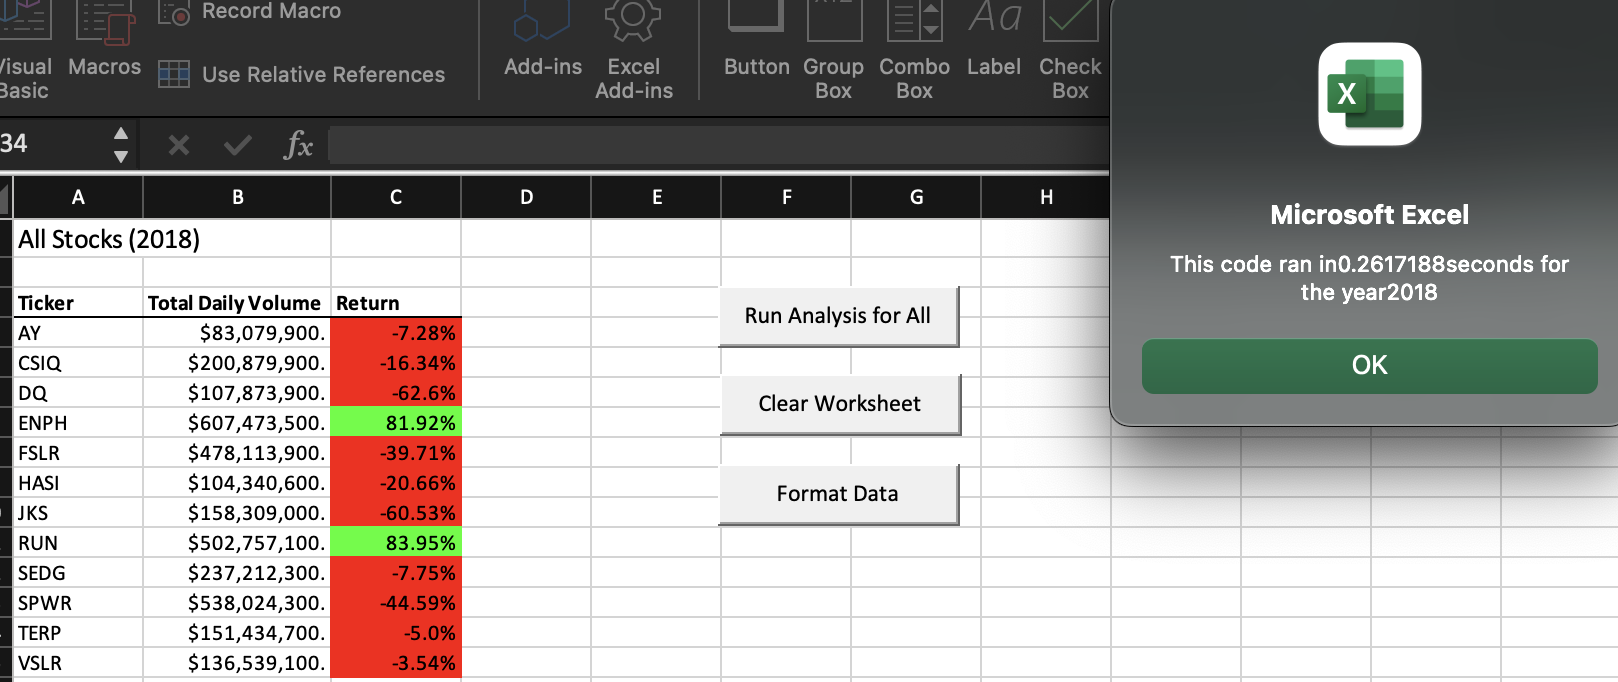 Record Macro
Visual Basic
Macros
Use Relative References
Add-ins
Excel Add-ins
Button
Group Box
Combo Box
Aa
Label
Check Box
34
fx
A B C D E F G H
All Stocks (2018)
Ticker Total Daily Volume Return
AY $83,079,900. -7.28%
CSIQ $200,879,900. -16.34%
DQ $107,873,900. -62.6%
ENPH $607,473,500. 81.92%
FSLR $478,113,900. -39.71%
HASI $104,340,600. -20.66%
JKS $158,309,000. -60.53%
RUN $502,757,100. 83.95%
SEDG $237,212,300. -7.75%
SPWR $538,024,300. -44.59%
TERP $151,434,700. -5.0%
VSLR $136,539,100. -3.54%
Run Analysis for All
Clear Worksheet
Format Data
X
Microsoft Excel
This code ran in0.2617188seconds for
the year2018
OK